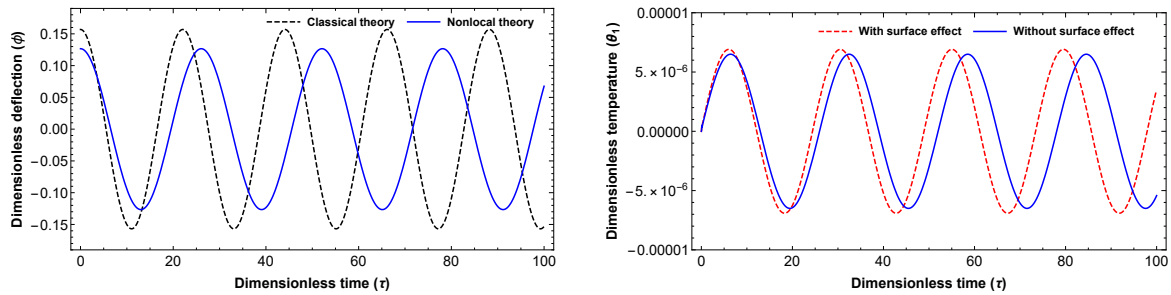 Classical theory
Nonlocal theory
Dimensionless deflection (ϕ)
0.15
0.10
0.05
0.00
−0.05
−0.10
−0.15
0
20
40
60
80
100
Dimensionless time (τ)
With surface effect
Without surface effect
Dimensionless temperature (θ₁)
0.00001
5. × 10⁻⁶
0.00000
−5. × 10⁻⁶
−0.00001
0
20
40
60
80
100
Dimensionless time (τ)